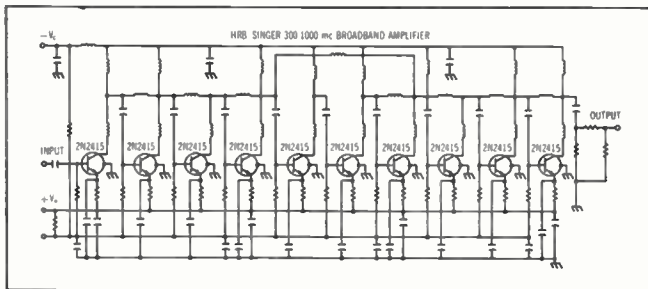 HRB SINGER 300 1000 mc BROADBAND AMPLIFIER
−Vc
OUTPUT
2N2415 2N2415 2N2415 2N2415 2N2415 2N2415 2N2415 2N2415 2N2415 2N2415
INPUT
+Ve